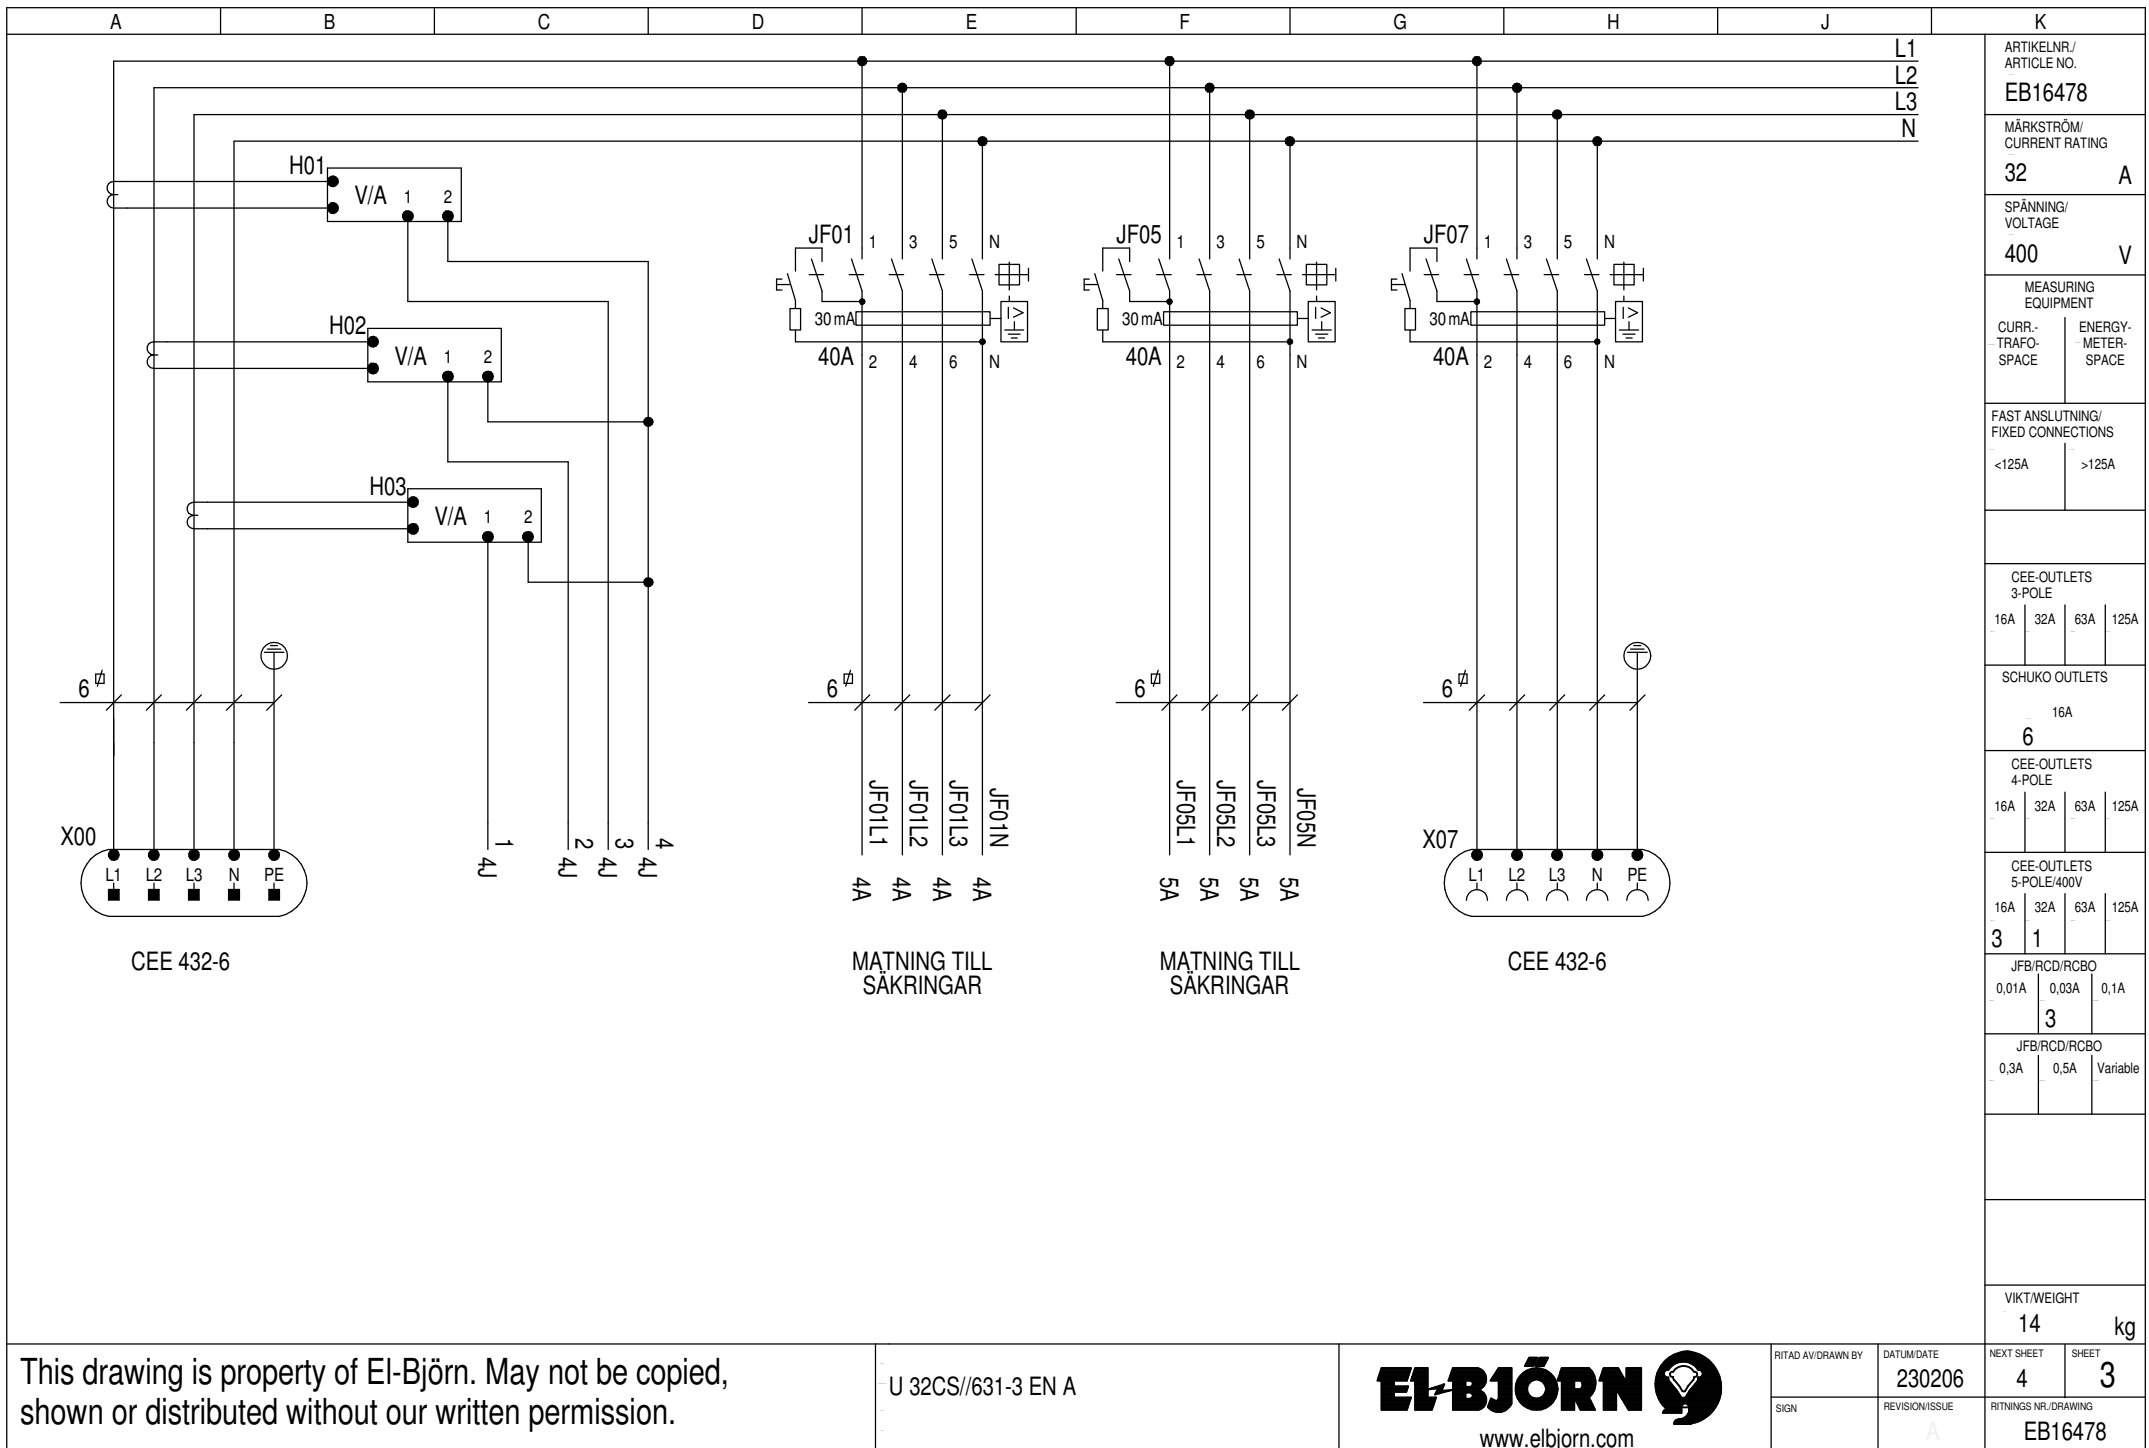 A B C D E F G H J K
L1
L2
L3
N
H01
V/A 1 2
H02
V/A 1 2
H03
V/A 1 2
JF01 1 3 5 N
30 mA
I>
40A 2 4 6 N
JF05 1 3 5 N
30 mA
I>
40A 2 4 6 N
JF07 1 3 5 N
30 mA
I>
40A 2 4 6 N
6
6
6
6
X00
L1 L2 L3 N PE
CEE 432-6
1 4J
2 4J
3 4J
4 4J
JF01L1 4A
JF01L2 4A
JF01L3 4A
JF01N 4A
MATNING TILL
SÄKRINGAR
JF05L1 5A
JF05L2 5A
JF05L3 5A
JF05N 5A
MATNING TILL
SÄKRINGAR
X07
L1 L2 L3 N PE
CEE 432-6
ARTIKELNR./
ARTICLE NO.
EB16478
MÄRKSTRÖM/
CURRENT RATING
32 A
SPÄNNING/
VOLTAGE
400 V
MEASURING
EQUIPMENT
CURR.-
TRAFO-
SPACE
ENERGY-
METER-
SPACE
FAST ANSLUTNING/
FIXED CONNECTIONS
<125A >125A
CEE-OUTLETS
3-POLE
16A 32A 63A 125A
SCHUKO OUTLETS
16A
6
CEE-OUTLETS
4-POLE
16A 32A 63A 125A
CEE-OUTLETS
5-POLE/400V
16A 32A 63A 125A
3 1
JFB/RCD/RCBO
0,01A 0,03A 0,1A
3
JFB/RCD/RCBO
0,3A 0,5A Variable
VIKT/WEIGHT
14 kg
This drawing is property of El-Björn. May not be copied,
shown or distributed without our written permission.
U 32CS//631-3 EN A
EL-BJÖRN
www.elbjorn.com
RITAD AV/DRAWN BY
SIGN
DATUM/DATE
230206
REVISION/ISSUE
A
NEXT SHEET
4
SHEET
3
RITNINGS NR./DRAWING
EB16478